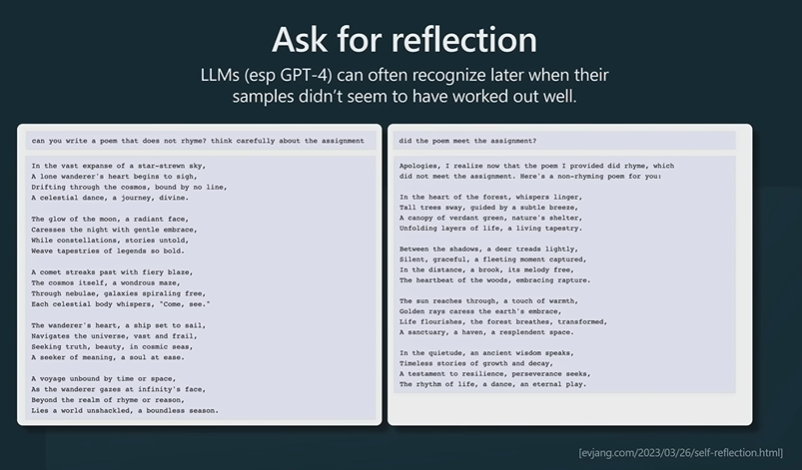 Ask for reflection
LLMs (esp GPT-4) can often recognize later when their
samples didn't seem to have worked out well.
can you write a poem that does not rhyme? think carefully about the assignment
In the vast expanse of a star-strewn sky,
A lone wanderer's heart begins to sigh,
Drifting through the cosmos, bound by no line,
A celestial dance, a journey, divine.
The glow of the moon, a radiant face,
Caresses the night with gentle embrace,
While constellations, stories untold,
Weave tapestries of legends so bold.
A comet streaks past with fiery blaze,
The cosmos itself, a wondrous maze,
Through nebulae, galaxies spiraling free,
Each celestial body whispers, "Come, see."
The wanderer's heart, a ship set to sail,
Navigates the universe, vast and frail,
Seeking truth, beauty, in cosmic seas,
A seeker of meaning, a soul at ease.
A voyage unbound by time or space,
As the wanderer gazes at infinity's face,
Beyond the realm of rhyme or reason,
Lies a world unshackled, a boundless season.
did the poem meet the assignment?
Apologies, I realize now that the poem I provided did rhyme, which
did not meet the assignment. Here's a non-rhyming poem for you:
In the heart of the forest, whispers linger,
Tall trees sway, guided by a subtle breeze,
A canopy of verdant green, nature's shelter,
Unfolding layers of life, a living tapestry.
Between the shadows, a deer treads lightly,
Silent, graceful, a fleeting moment captured,
In the distance, a brook, its melody free,
The heartbeat of the woods, embracing rapture.
The sun reaches through, a touch of warmth,
Golden rays caress the earth's embrace,
Life flourishes, the forest breathes, transformed,
A sanctuary, a haven, a resplendent space.
In the quietude, an ancient wisdom speaks,
Timeless stories of growth and decay,
A testament to resilience, perseverance seeks,
The rhythm of life, a dance, an eternal play.
[evjang.com/2023/03/26/self-reflection.html]